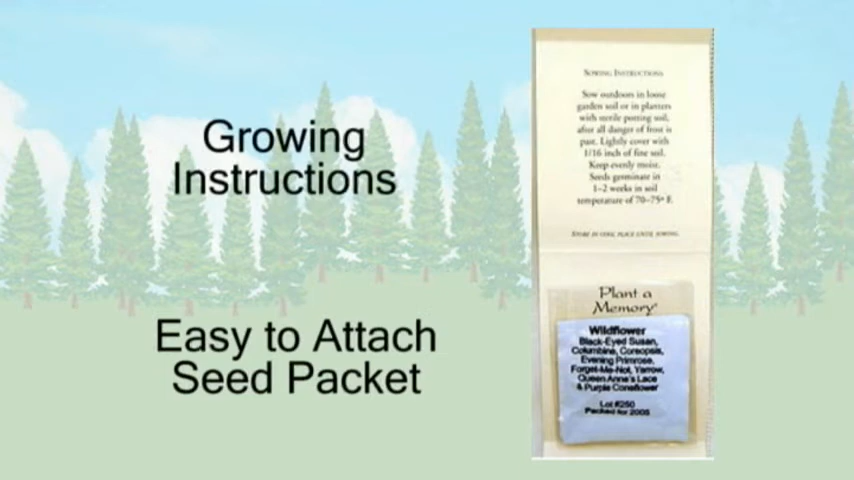 Growing
Instructions
Easy to Attach
Seed Packet
SOWING INSTRUCTIONS
Sow outdoors in loose
garden soil or in planters
with sterile potting soil,
after all danger of frost is
past. Lightly cover with
1/16 inch of fine soil.
Keep evenly moist.
Seeds germinate in
1–2 weeks in soil
temperature of 70–75° F.
STORE IN COOL PLACE UNTIL SOWING.
Plant a
Memory
Wildflower
Black-Eyed Susan,
Columbine, Coreopsis,
Evening Primrose,
Forget-Me-Not, Yarrow,
Queen Anne's Lace
& Purple Coneflower
Lot #250
Packed for 2005